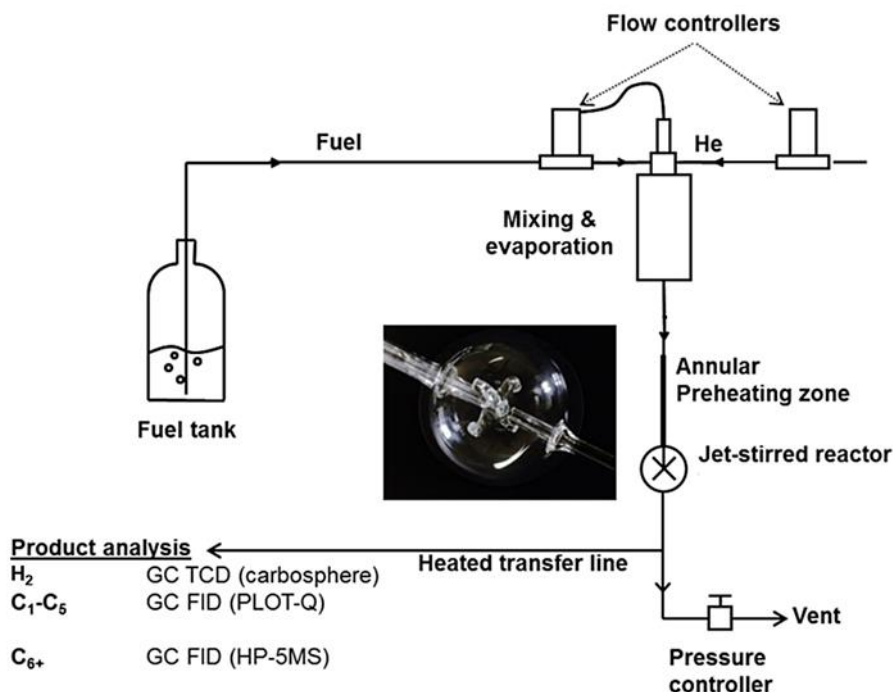 Flow controllers
Fuel
He
Mixing &
evaporation
Annular
Preheating zone
Fuel tank
Jet-stirred reactor
Product analysis
Heated transfer line
H₂ GC TCD (carbosphere)
C₁-C₅ GC FID (PLOT-Q)
Vent
C₆₊ GC FID (HP-5MS)
Pressure
controller